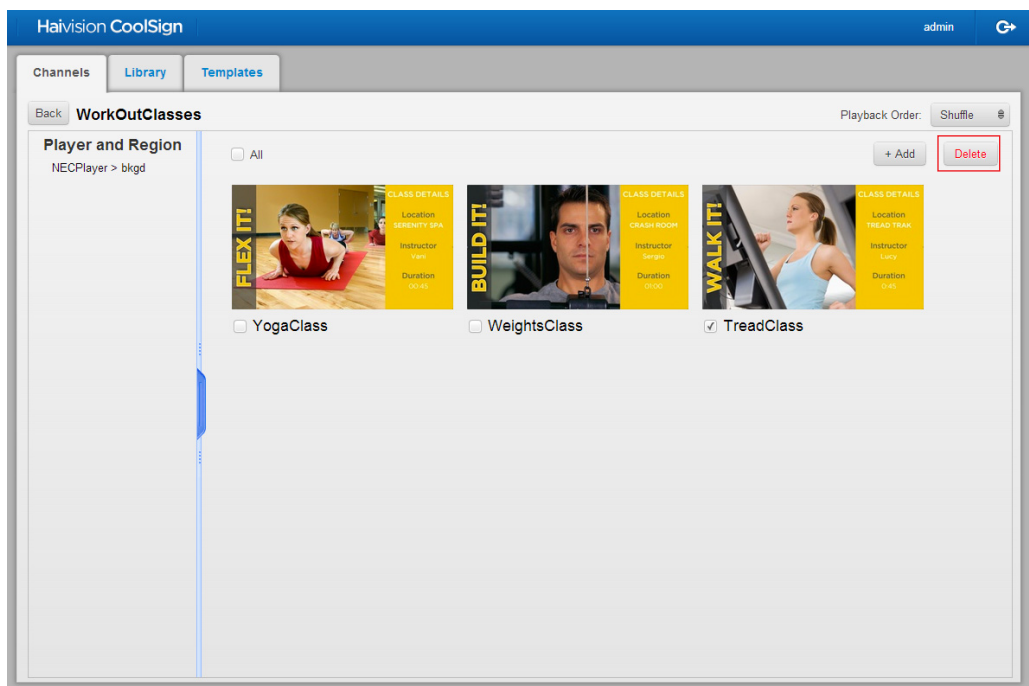 Haivision CoolSign
admin
Channels
Library
Templates
Back
WorkOutClasses
Playback Order:
Shuffle
Player and Region
NECPlayer > bkgd
All
+ Add
Delete
FLEX IT!
CLASS DETAILS
Location
SERENITY SPA
Instructor
Vani
Duration
00:45
BUILD IT!
CLASS DETAILS
Location
CRASH ROOM
Instructor
Sergio
Duration
01:00
WALK IT!
CLASS DETAILS
Location
TREAD TRAK
Instructor
Lucy
Duration
0:45
YogaClass
WeightsClass
TreadClass